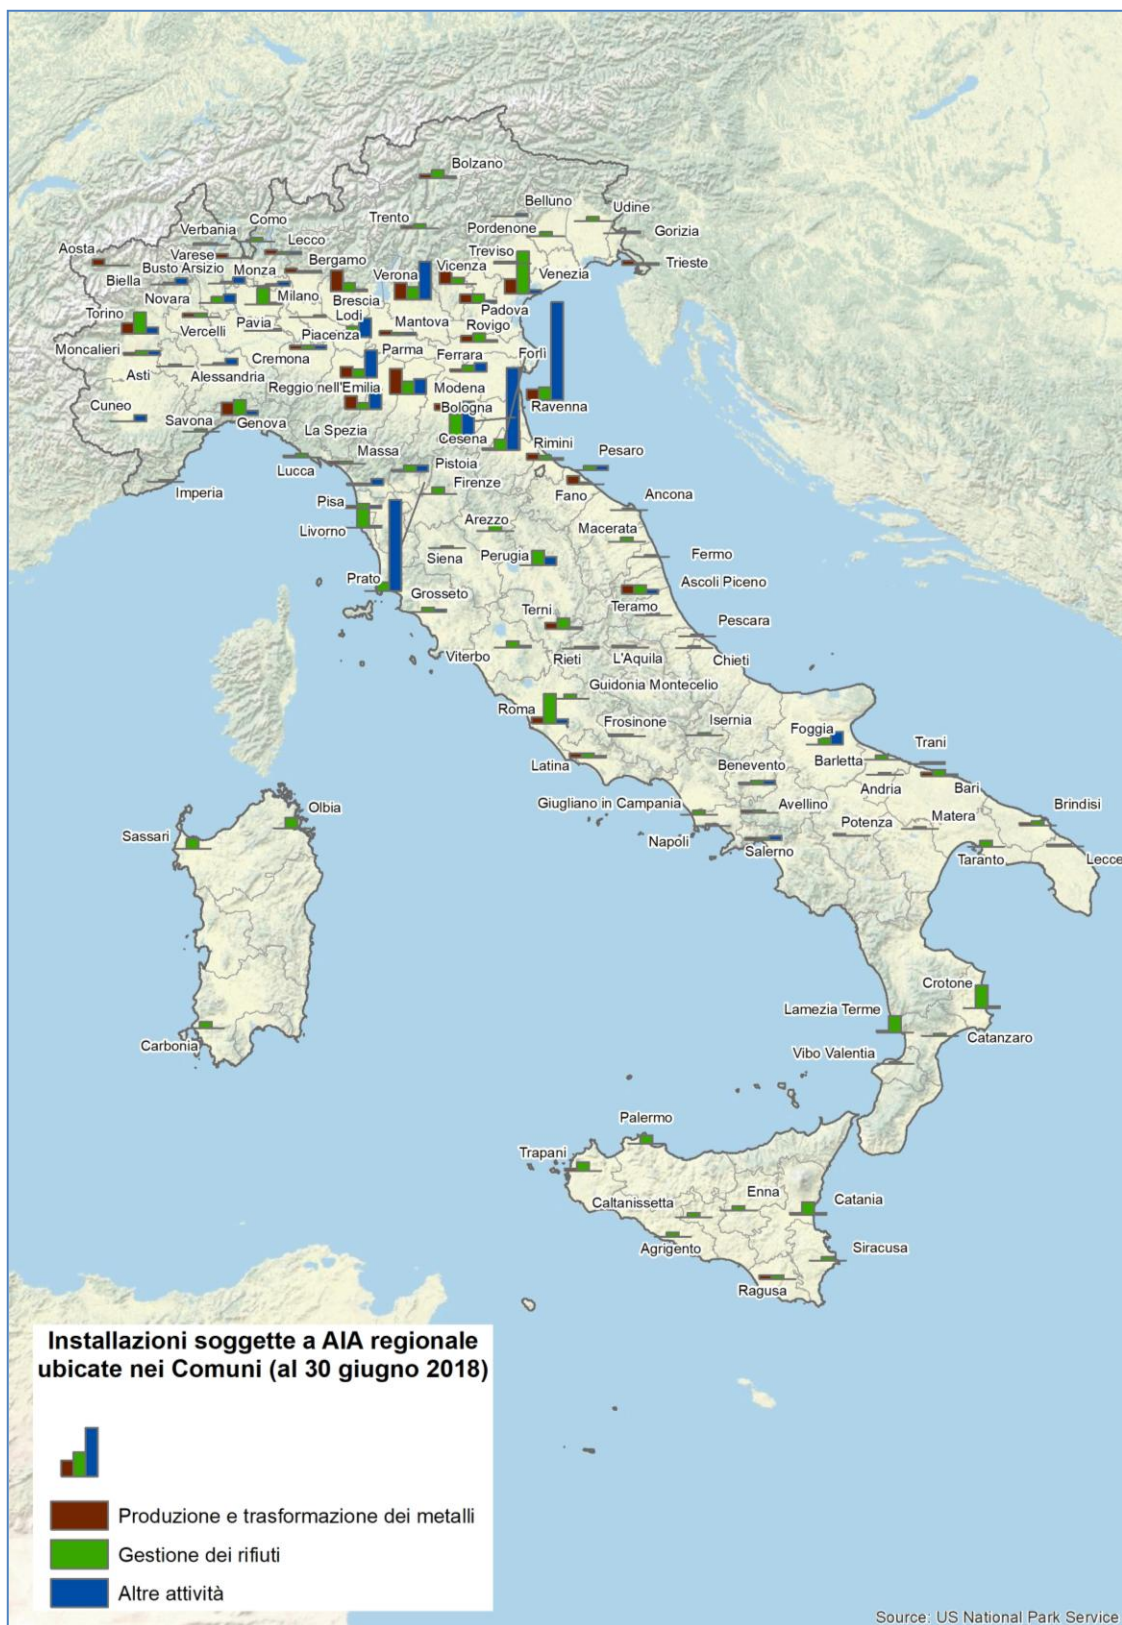 Bolzano
Belluno
Udine
Trento
Pordenone
Gorizia
Como
Verbania
Lecco
Treviso
Aosta
Varese
Bergamo
Trieste
Busto Arsizio
Monza
Verona
Vicenza
Venezia
Biella
Novara
Milano
Brescia
Padova
Torino
Lodi
Vercelli
Pavia
Mantova
Rovigo
Piacenza
Moncalieri
Cremona
Parma
Ferrara
Forlì
Asti
Alessandria
Reggio nell'Emilia
Modena
Cuneo
Bologna
Ravenna
Savona
Genova
La Spezia
Cesena
Rimini
Massa
Pistoia
Pesaro
Lucca
Firenze
Imperia
Fano
Ancona
Pisa
Arezzo
Macerata
Livorno
Siena
Perugia
Fermo
Prato
Grosseto
Ascoli Piceno
Terni
Teramo
Pescara
Viterbo
Rieti
L'Aquila
Chieti
Guidonia Montecelio
Roma
Frosinone
Isernia
Foggia
Trani
Latina
Benevento
Barletta
Andria
Bari
Giugliano in Campania
Avellino
Brindisi
Olbia
Potenza
Matera
Sassari
Napoli
Salerno
Taranto
Lecce
Crotone
Lamezia Terme
Catanzaro
Carbonia
Vibo Valentia
Palermo
Trapani
Enna
Caltanissetta
Catania
Agrigento
Siracusa
Ragusa
Installazioni soggette a AIA regionale
ubicate nei Comuni (al 30 giugno 2018)
Produzione e trasformazione dei metalli
Gestione dei rifiuti
Altre attività
Source: US National Park Service